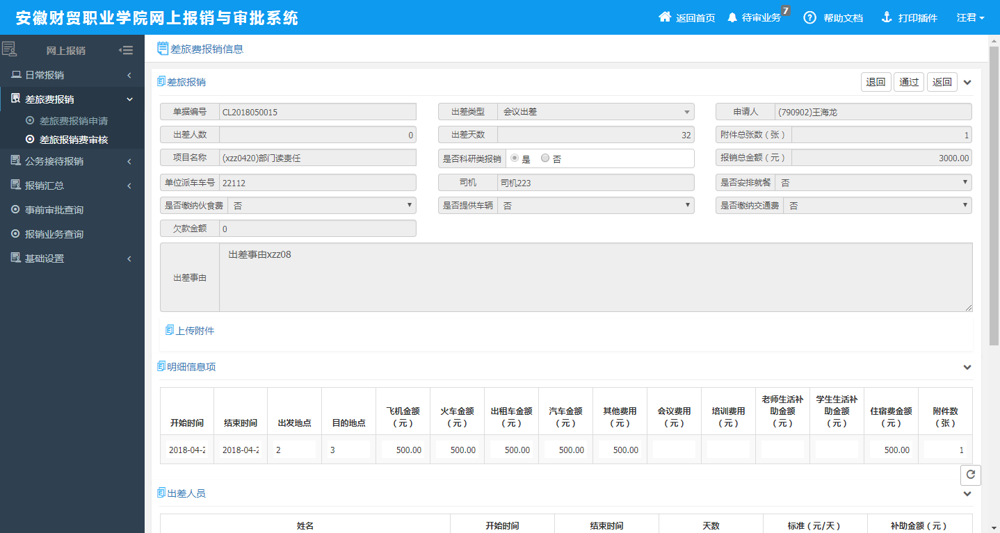 安徽财贸职业学院网上报销与审批系统
返回首页 待审业务 7 帮助文档 打印插件 汪君
网上报销
日常报销
差旅费报销
差旅费报销申请
差旅报销费审核
公务接待报销
报销汇总
事前审批查询
报销业务查询
基础设置
差旅费报销信息
差旅报销 退回 通过 返回
单据编号 CL2018050015 出差类型 会议出差 申请人 (790902)王海龙
出差人数 0 出差天数 32 附件总张数（张） 1
项目名称 (xzz0420)部门读责任 是否科研类报销 是 否 报销总金额（元） 3000.00
单位派车车号 22112 司机 司机223 是否安排就餐 否
是否缴纳伙食费 否 是否提供车辆 否 是否缴纳交通费 否
欠款金额 0
出差事由 出差事由xzz08
上传附件
明细信息项
开始时间 结束时间 出发地点 目的地点 飞机金额（元） 火车金额（元） 出租车金额（元） 汽车金额（元） 其他费用（元） 会议费用（元） 培训费用（元） 老师生活补助金额（元） 学生生活补助金额（元） 住宿费金额（元） 附件数（张）
2018-04-2 2018-04-2 2 3 500.00 500.00 500.00 500.00 500.00 500.00 1
出差人员
姓名 开始时间 结束时间 天数 标准（元/天） 补助金额（元）